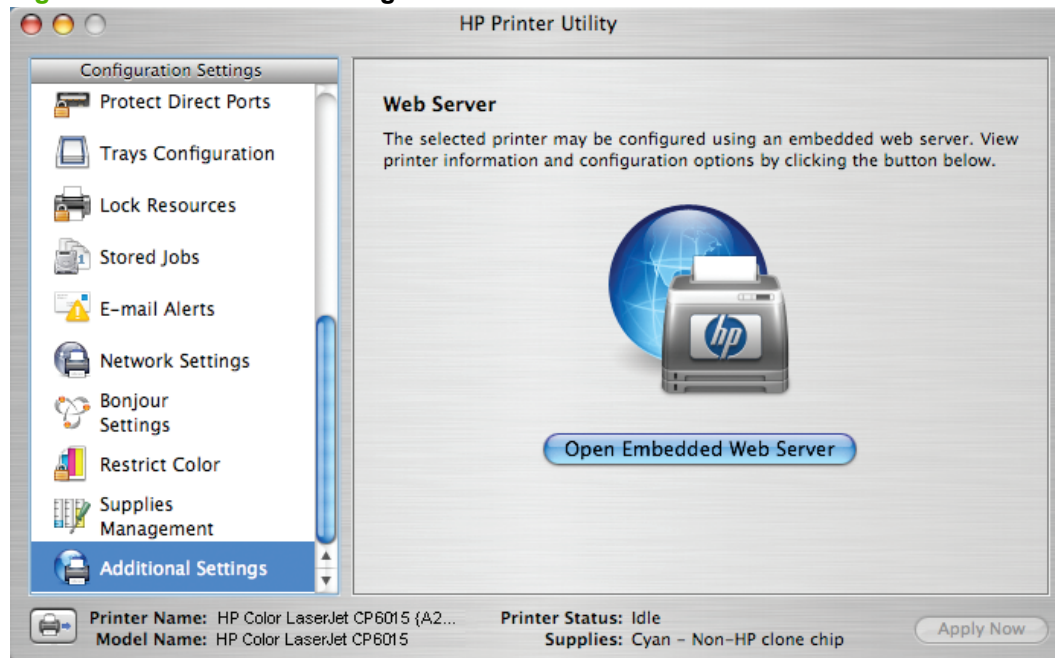 HP Printer Utility
Configuration Settings
Protect Direct Ports
Trays Configuration
Lock Resources
Stored Jobs
E-mail Alerts
Network Settings
Bonjour
Settings
Restrict Color
Supplies
Management
Additional Settings
Web Server
The selected printer may be configured using an embedded web server. View
printer information and configuration options by clicking the button below.
hp
Open Embedded Web Server
Printer Name: HP Color LaserJet CP6015 {A2...
Model Name: HP Color LaserJet CP6015
Printer Status: Idle
Supplies: Cyan - Non-HP clone chip
Apply Now